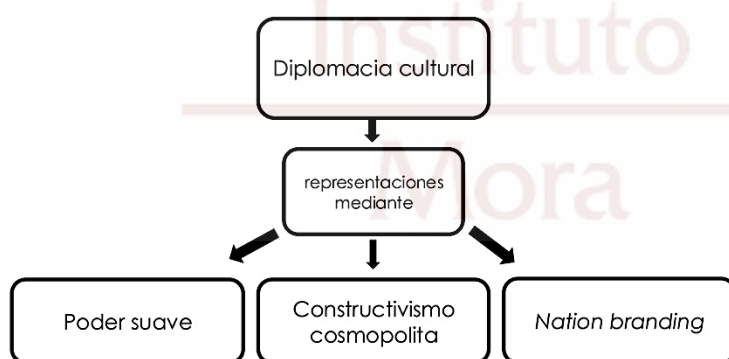 Instituto
Mora
Diplomacia cultural
representaciones
mediante
Poder suave
Constructivismo
cosmopolita
Nation branding